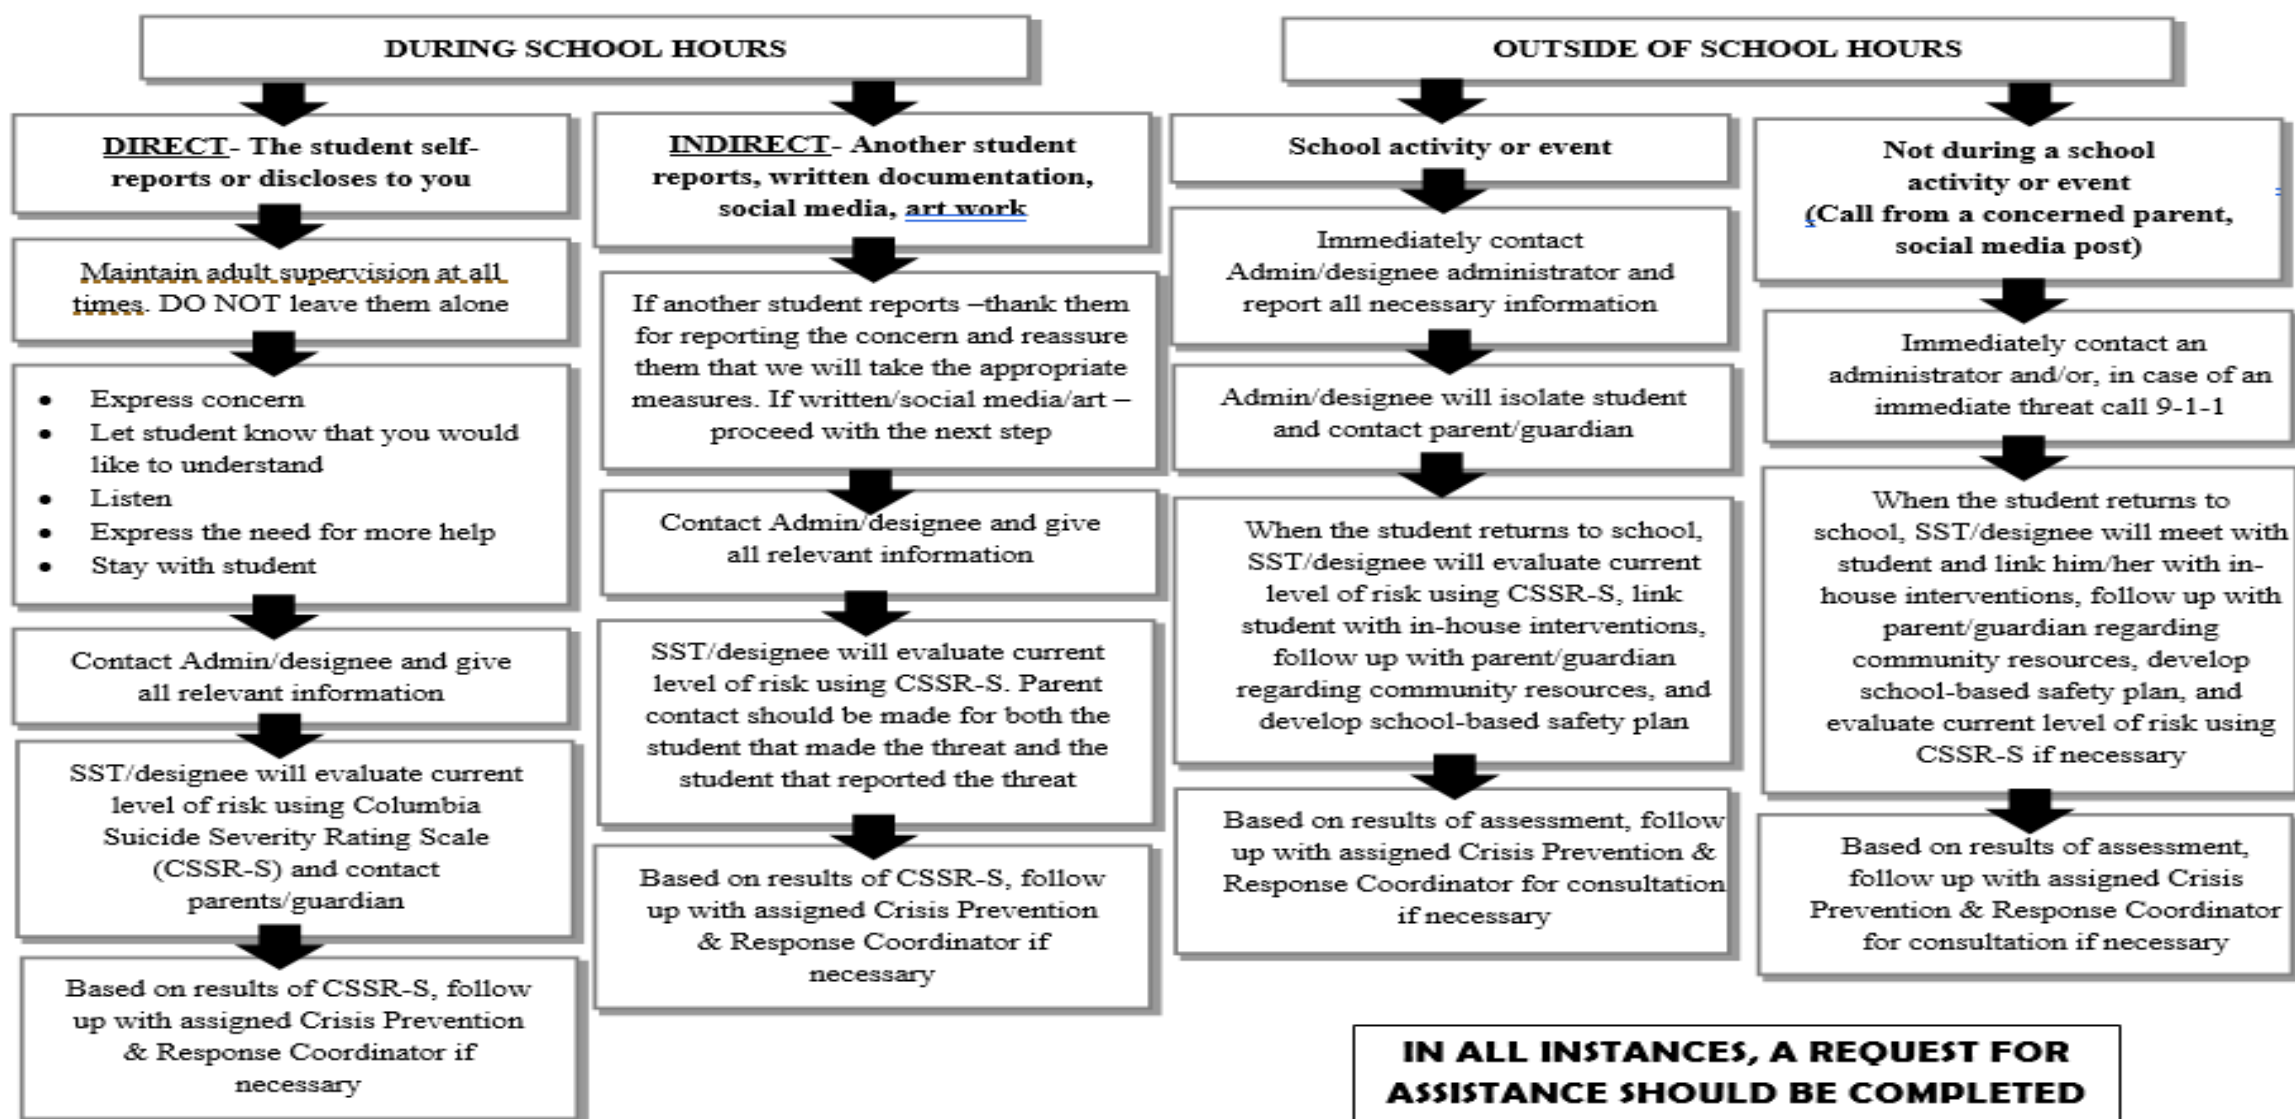 DURING SCHOOL HOURS
DIRECT- The student self-
reports or discloses to you
Maintain adult supervision at all
times. DO NOT leave them alone
• Express concern
• Let student know that you would
like to understand
• Listen
• Express the need for more help
• Stay with student
Contact Admin/designee and give
all relevant information
SST/designee will evaluate current
level of risk using Columbia
Suicide Severity Rating Scale
(CSSR-S) and contact
parents/guardian
Based on results of CSSR-S, follow
up with assigned Crisis Prevention
& Response Coordinator if
necessary
INDIRECT- Another student
reports, written documentation,
social media, art work
If another student reports –thank them
for reporting the concern and reassure
them that we will take the appropriate
measures. If written/social media/art –
proceed with the next step
Contact Admin/designee and give
all relevant information
SST/designee will evaluate current
level of risk using CSSR-S. Parent
contact should be made for both the
student that made the threat and the
student that reported the threat
Based on results of CSSR-S, follow
up with assigned Crisis Prevention
& Response Coordinator if
necessary
OUTSIDE OF SCHOOL HOURS
School activity or event
Immediately contact
Admin/designee administrator and
report all necessary information
Admin/designee will isolate student
and contact parent/guardian
When the student returns to school,
SST/designee will evaluate current
level of risk using CSSR-S, link
student with in-house interventions,
follow up with parent/guardian
regarding community resources, and
develop school-based safety plan
Based on results of assessment, follow
up with assigned Crisis Prevention &
Response Coordinator for consultation
if necessary
Not during a school
activity or event
(Call from a concerned parent,
social media post)
Immediately contact an
administrator and/or, in case of an
immediate threat call 9-1-1
When the student returns to
school, SST/designee will meet with
student and link him/her with in-
house interventions, follow up with
parent/guardian regarding
community resources, develop
school-based safety plan, and
evaluate current level of risk using
CSSR-S if necessary
Based on results of assessment,
follow up with assigned Crisis
Prevention & Response Coordinator
for consultation if necessary
IN ALL INSTANCES, A REQUEST FOR
ASSISTANCE SHOULD BE COMPLETED